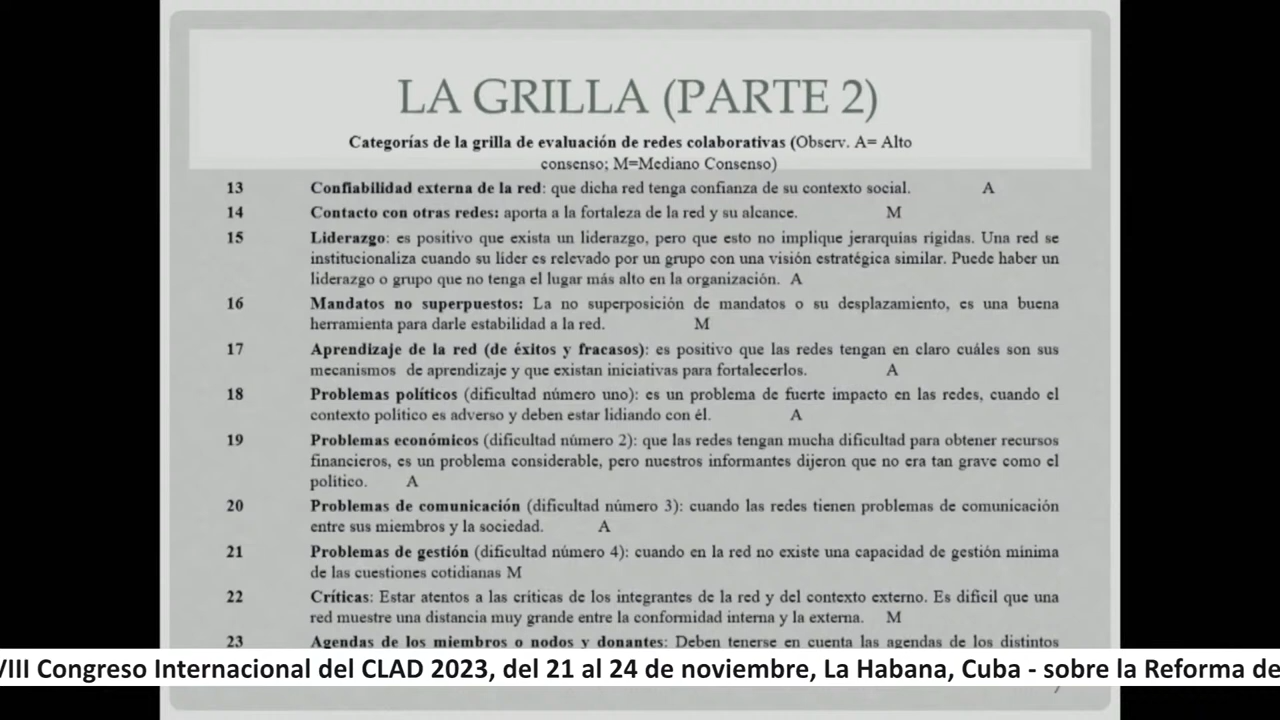 LA GRILLA (PARTE 2)
Categorías de la grilla de evaluación de redes colaborativas (Observ. A= Alto
consenso; M=Mediano Consenso)
13 Confiabilidad externa de la red: que dicha red tenga confianza de su contexto social. A
14 Contacto con otras redes: aporta a la fortaleza de la red y su alcance. M
15 Liderazgo: es positivo que exista un liderazgo, pero que esto no implique jerarquías rígidas. Una red se
institucionaliza cuando su líder es relevado por un grupo con una visión estratégica similar. Puede haber un
liderazgo o grupo que no tenga el lugar más alto en la organización. A
16 Mandatos no superpuestos: La no superposición de mandatos o su desplazamiento, es una buena
herramienta para darle estabilidad a la red. M
17 Aprendizaje de la red (de éxitos y fracasos): es positivo que las redes tengan en claro cuáles son sus
mecanismos de aprendizaje y que existan iniciativas para fortalecerlos. A
18 Problemas políticos (dificultad número uno): es un problema de fuerte impacto en las redes, cuando el
contexto político es adverso y deben estar lidiando con él. A
19 Problemas económicos (dificultad número 2): que las redes tengan mucha dificultad para obtener recursos
financieros, es un problema considerable, pero nuestros informantes dijeron que no era tan grave como el
político. A
20 Problemas de comunicación (dificultad número 3): cuando las redes tienen problemas de comunicación
entre sus miembros y la sociedad. A
21 Problemas de gestión (dificultad número 4): cuando en la red no existe una capacidad de gestión mínima
de las cuestiones cotidianas M
22 Críticas: Estar atentos a las críticas de los integrantes de la red y del contexto externo. Es difícil que una
red muestre una distancia muy grande entre la conformidad interna y la externa. M
23 Agendas de los miembros o nodos y donantes: Deben tenerse en cuenta las agendas de los distintos
VIII Congreso Internacional del CLAD 2023, del 21 al 24 de noviembre, La Habana, Cuba - sobre la Reforma de